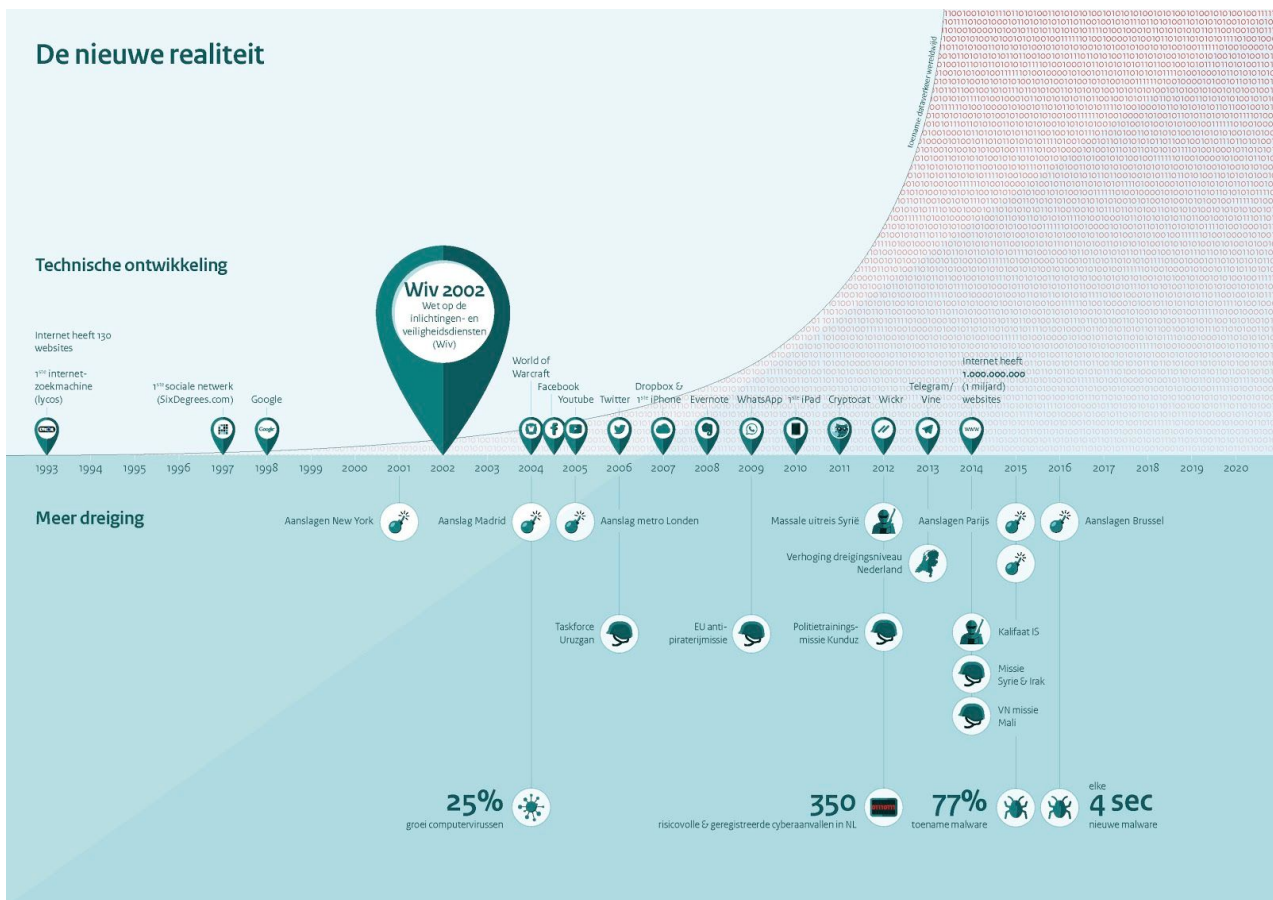 De nieuwe realiteit
toename dataverkeer wereldwijd
Technische ontwikkeling
Wiv 2002
Wet op de
inlichtingen- en
veiligheidsdiensten
(Wiv)
Internet heeft 130
websites
1ste internet-
zoekmachine
(lycos)
1ste sociale netwerk
(SixDegrees.com)
Google
World of
Warcraft
Facebook
Youtube
Twitter
Dropbox &
1ste iPhone
Evernote
WhatsApp
1ste iPad
Cryptocat
Wickr
Telegram/
Vine
Internet heeft
1.000.000.000
(1 miljard)
websites
Google
www
1993 1994 1995 1996 1997 1998 1999 2000 2001 2002 2003 2004 2005 2006 2007 2008 2009 2010 2011 2012 2013 2014 2015 2016 2017 2018 2019 2020
Meer dreiging
Aanslagen New York
Aanslag Madrid
Aanslag metro Londen
Massale uitreis Syrië
Aanslagen Parijs
Aanslagen Brussel
Verhoging dreigingsniveau
Nederland
Taskforce
Uruzgan
EU anti-
piraterijmissie
Politietrainings-
missie Kunduz
Kalifaat IS
Missie
Syrie & Irak
VN missie
Mali
25%
groei computervirussen
350
risicovolle & geregistreerde cyberaanvallen in NL
77%
toename malware
elke
4 sec
nieuwe malware